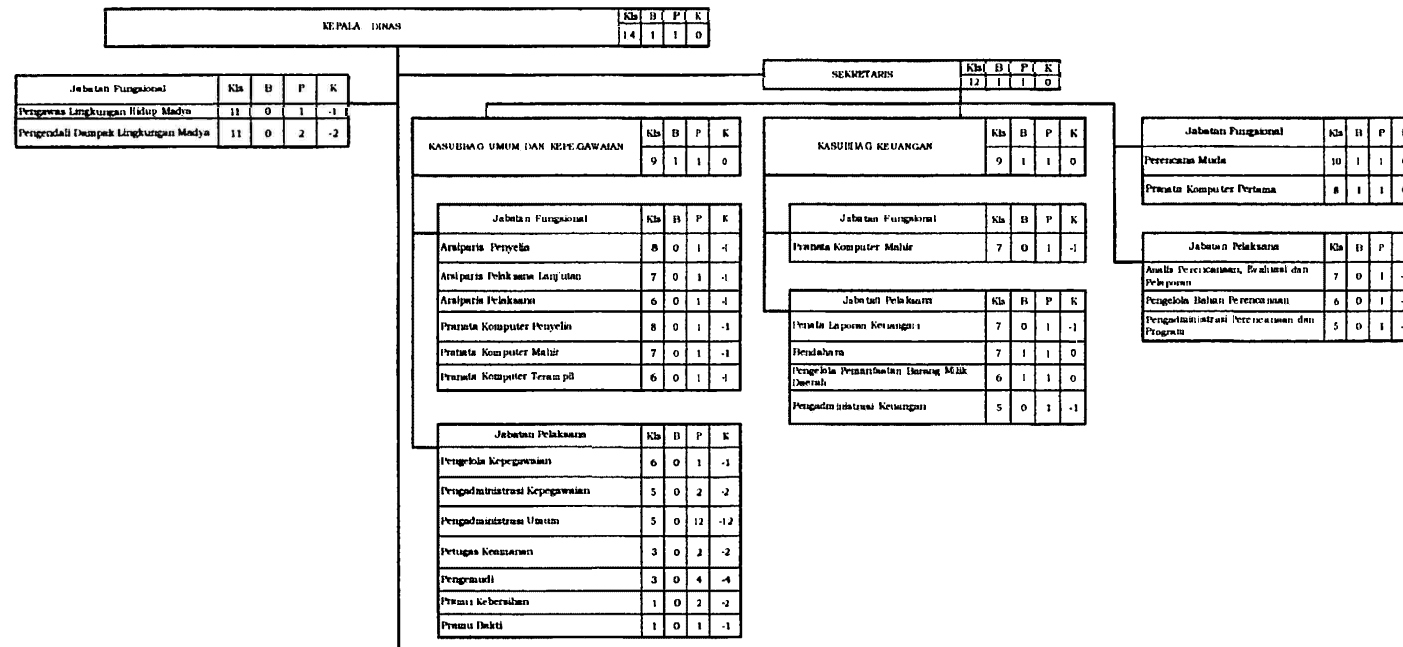 KEPALA DINAS
Kls B P K
14 1 1 0
SEKRETARIS
Kls B P K
12 1 1 0
Jabatan Fungsional Kls B P K
Pengawas Lingkungan Hidup Madya 11 0 1 -1
Pengendali Dampak Lingkungan Madya 11 0 2 -2
KASUBBAG UMUM DAN KEPEGAWAIAN
Kls B P K
9 1 1 0
Jabatan Fungsional Kls B P K
Arsiparis Penyelia 8 0 1 -1
Arsiparis Pelaksana Lanjutan 7 0 1 -1
Arsiparis Pelaksana 6 0 1 -1
Pranata Komputer Penyelia 8 0 1 -1
Pranata Komputer Mahir 7 0 1 -1
Pranata Komputer Terampil 6 0 1 -1
Jabatan Pelaksana Kls B P K
Pengelola Kepegawaian 6 0 1 -1
Pengadministrasi Kepegawaian 5 0 2 -2
Pengadministrasi Umum 5 0 12 -12
Petugas Keamanan 3 0 2 -2
Pengemudi 3 0 4 -4
Pramu Kebersihan 1 0 2 -2
Pramu Bakti 1 0 1 -1
KASUBBAG KEUANGAN
Kls B P K
9 1 1 0
Jabatan Fungsional Kls B P K
Pranata Komputer Mahir 7 0 1 -1
Jabatan Pelaksana Kls B P K
Penata Laporan Keuangan 7 0 1 -1
Bendahara 7 1 1 0
Pengelola Pemanfaatan Barang Milik
Daerah 6 1 1 0
Pengadministrasi Keuangan 5 0 1 -1
Jabatan Fungsional Kls B P
Perencana Muda 10 1 1
Pranata Komputer Pertama 8 1 1
Jabatan Pelaksana Kls B P
Analis Perencanaan, Evaluasi dan
Pelaporan 7 0 1
Pengelola Bahan Perencanaan 6 0 1
Pengadministrasi Perencanaan dan
Program 5 0 1